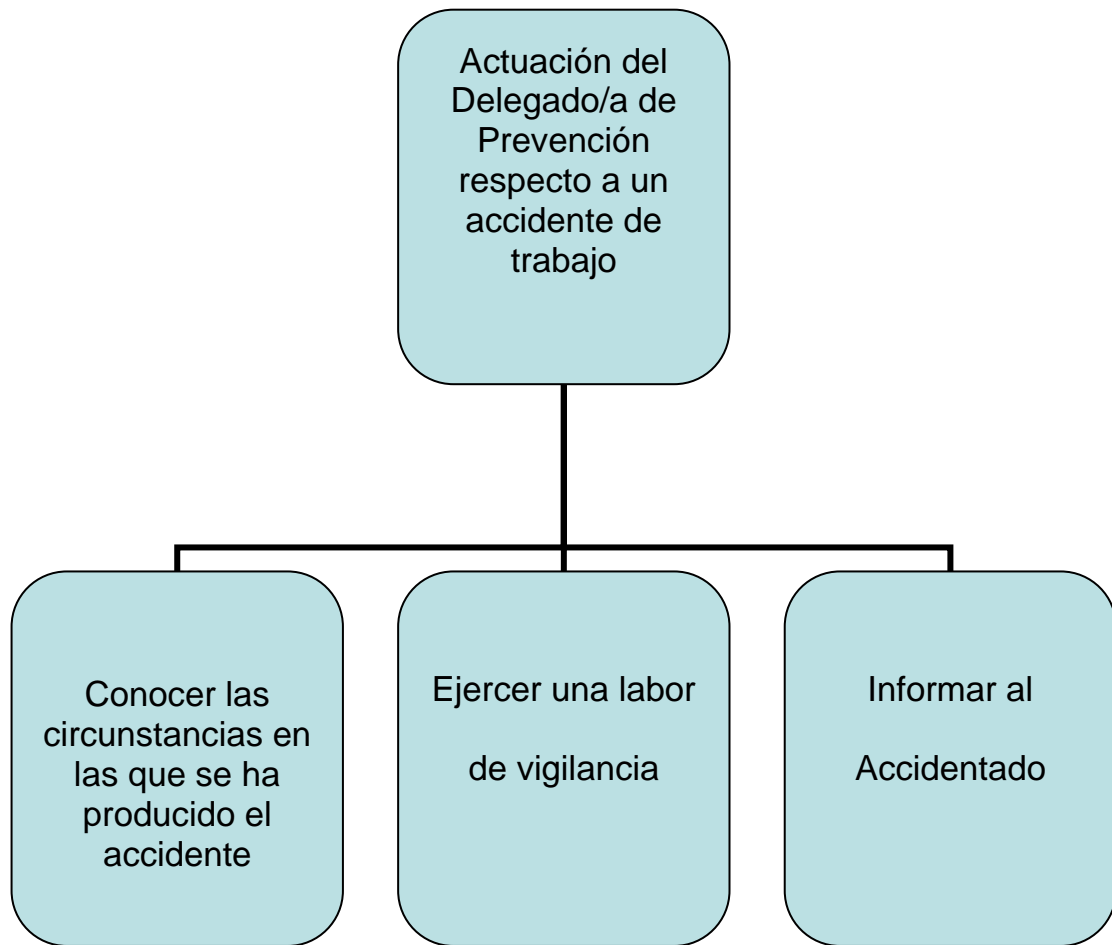 Actuación del
Delegado/a de
Prevención
respecto a un
accidente de
trabajo
Conocer las
circunstancias en
las que se ha
producido el
accidente
Ejercer una labor
de vigilancia
Informar al
Accidentado